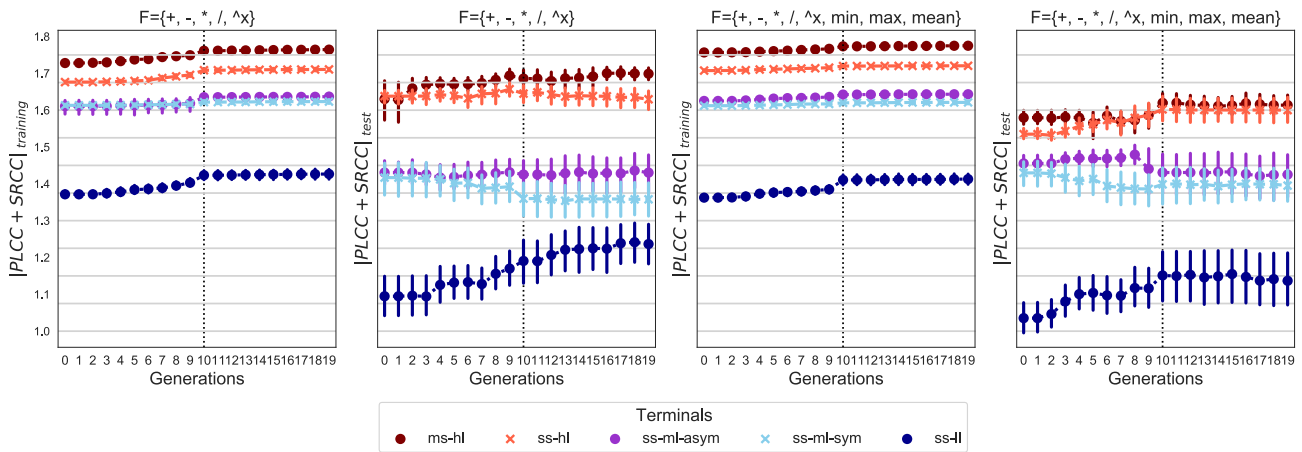 F={+, -, *, /, ^x}
F={+, -, *, /, ^x}
F={+, -, *, /, ^x, min, max, mean}
F={+, -, *, /, ^x, min, max, mean}
|PLCC + SRCC| training
1.8
1.7
1.6
1.5
1.4
1.3
1.2
1.1
1.0
|PLCC + SRCC| test
|PLCC + SRCC| training
|PLCC + SRCC| test
0 1 2 3 4 5 6 7 8 9 10 11 12 13 14 15 16 17 18 19
0 1 2 3 4 5 6 7 8 9 10 11 12 13 14 15 16 17 18 19
0 1 2 3 4 5 6 7 8 9 10 11 12 13 14 15 16 17 18 19
0 1 2 3 4 5 6 7 8 9 10 11 12 13 14 15 16 17 18 19
Generations
Generations
Generations
Generations
Terminals
ms-hl ss-hl ss-ml-asym ss-ml-sym ss-ll